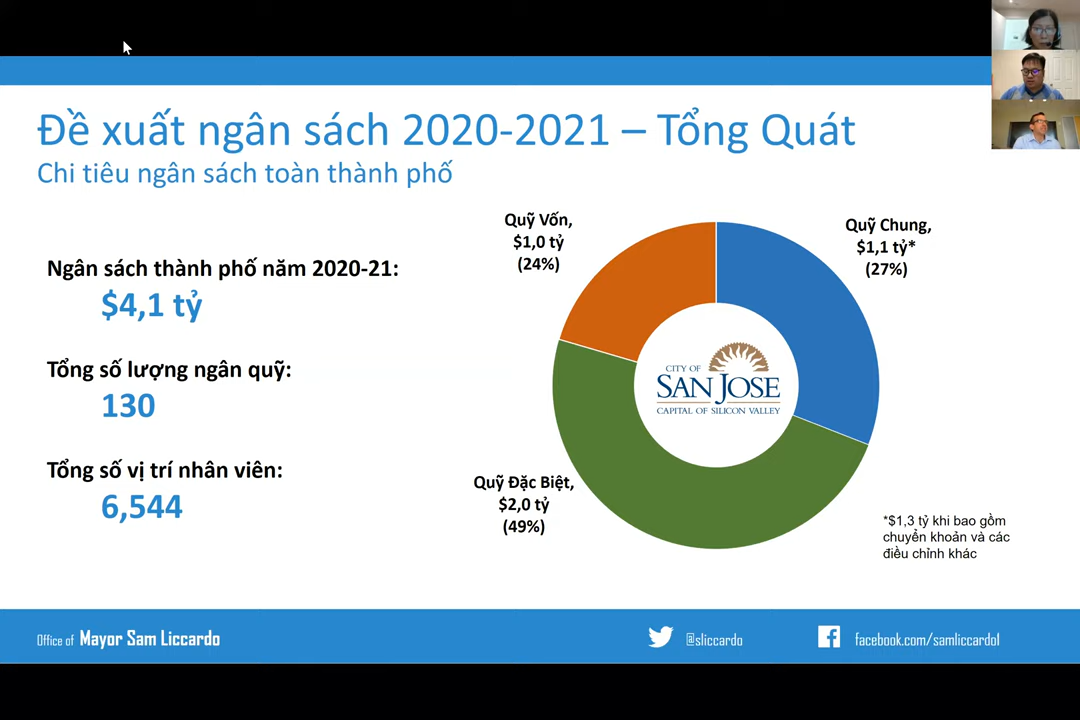 Đề xuất ngân sách 2020-2021 – Tổng Quát
Chi tiêu ngân sách toàn thành phố
Ngân sách thành phố năm 2020-21:
$4,1 tỷ
Tổng số lượng ngân quỹ:
130
Tổng số vị trí nhân viên:
6,544
Quỹ Vốn,
$1,0 tỷ
(24%)
Quỹ Chung,
$1,1 tỷ*
(27%)
CITY OF
SAN JOSE
CAPITAL OF SILICON VALLEY
Quỹ Đặc Biệt,
$2,0 tỷ
(49%)
*$1,3 tỷ khi bao gồm
chuyển khoản và các
điều chỉnh khác
Office of Mayor Sam Liccardo
@sliccardo
facebook.com/samliccardo1